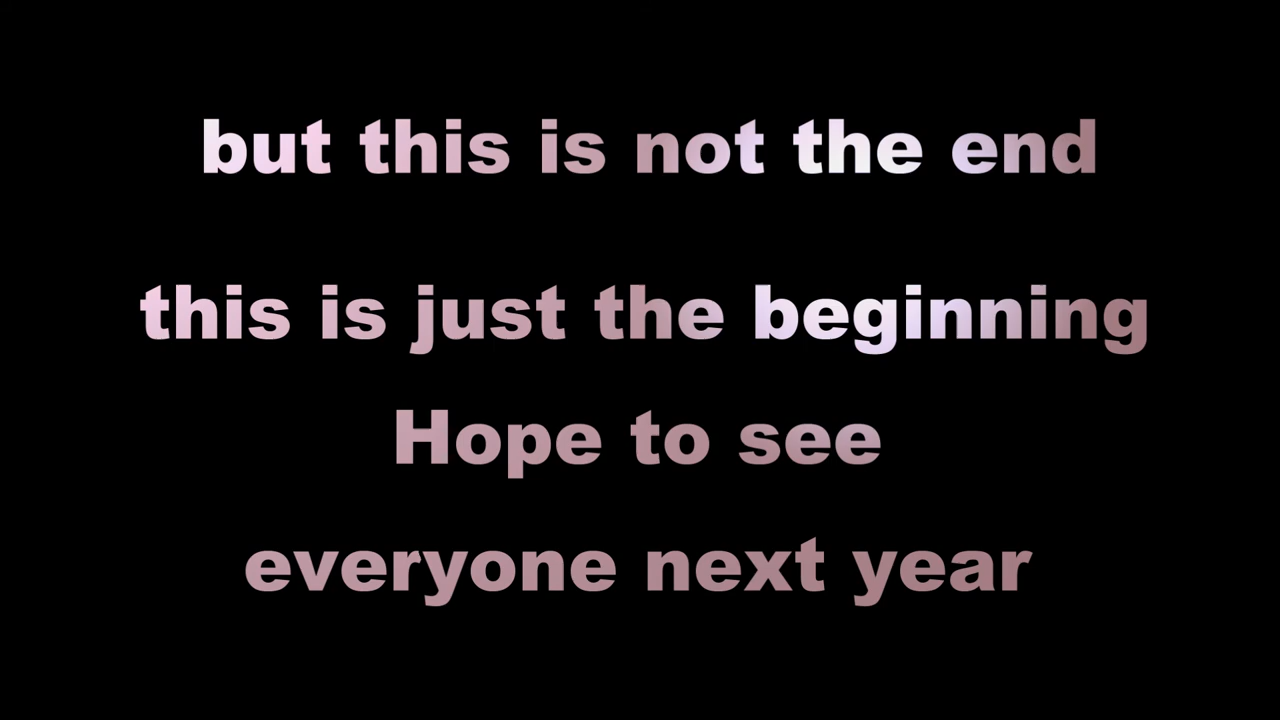 but this is not the end
this is just the beginning
Hope to see
everyone next year